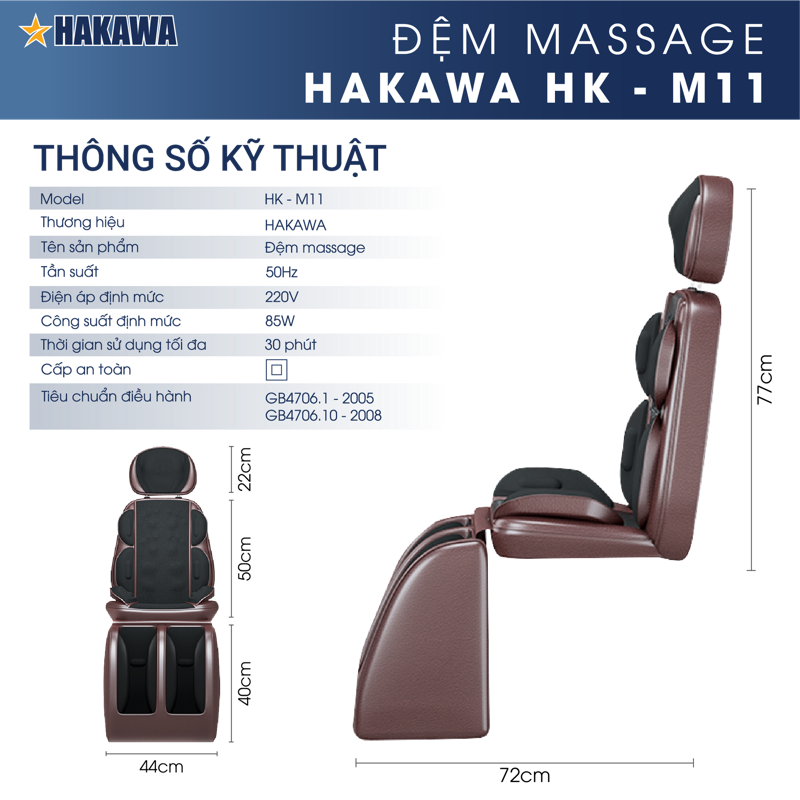 HAKAWA
ĐỆM MASSAGE
HAKAWA HK - M11
THÔNG SỐ KỸ THUẬT
Model HK - M11
Thương hiệu HAKAWA
Tên sản phẩm Đệm massage
Tần suất 50Hz
Điện áp định mức 220V
Công suất định mức 85W
Thời gian sử dụng tối đa 30 phút
Cấp an toàn
Tiêu chuẩn điều hành GB4706.1 - 2005
GB4706.10 - 2008
77cm
22cm
50cm
40cm
44cm
72cm